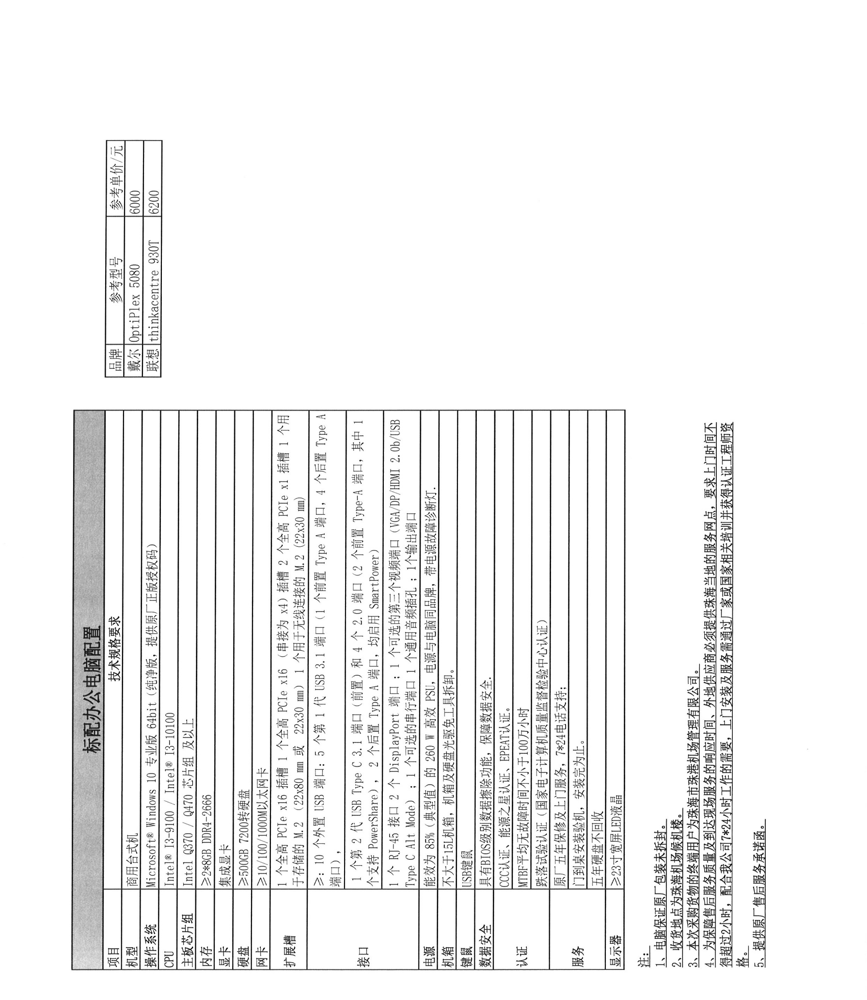 标配办公电脑配置
项目 技术规格要求
机型 商用台式机
操作系统 Microsoft® Windows 10 专业版 64bit（纯净版，提供原厂正版授权码）
CPU Intel® I3-9100 / Intel® I3-10100
主板芯片组 Intel Q370 / Q470 芯片组 及以上
内存 ≥2*8GB DDR4-2666
显卡 集成显卡
硬盘 ≥500GB 7200转硬盘
网卡 ≥10/100/1000M以太网卡
扩展槽 1 个全高 PCIe x16 插槽 1 个全高 PCIe x16 （串接为 x4）插槽 2 个全高 PCIe x1 插槽 1 个用
于存储的 M.2（22x80 mm 或 22x30 mm）1 个用于无线连接的 M.2 (22x30 mm)
接口 ≥: 10 个外置 USB 端口: 5 个第 1 代 USB 3.1 端口（1 个前置 Type A 端口, 4 个后置 Type A
端口),
1 个第 2 代 USB Type C 3.1 端口（前置）和 4 个 2.0 端口（2 个前置 Type-A 端口, 其中 1
个支持 PowerShare), 2 个后置 Type A 端口, 均启用 SmartPower)
1 个 RJ-45 接口 2 个 DisplayPort 端口；1 个可选的第三个视频端口（VGA/DP/HDMI 2.0b/USB
Type C Alt Mode）；1 个可选的串行端口 1 个通用音频插孔；1个输出端口
电源 能效为 85%（典型值）的 260 W 高效 PSU, 电源与电脑同品牌，带电源故障诊断灯.
机箱 不大于15L机箱，机箱及硬盘光驱免工具拆卸。
键鼠 USB键鼠
数据安全 具有BIOS级别数据擦除功能，保障数据安全.
认证 CCC认证、能源之星认证、EPEAT认证。
MTBF平均无故障时间不小于100万小时
跌落试验认证（国家电子计算机质量监督检验中心认证）
服务 原厂五年保修及上门服务，7*24电话支持;
门到桌安装验机，安装完为止。
五年硬盘不回收
显示器 ≥23寸宽屏LED液晶
品牌 参考型号 参考单价/元
戴尔 OptiPlex 5080 6000
联想 thinkacentre 930T 6200
注:
1、电脑保证原厂包装未拆封。
2、收货地点为珠海机场候机楼。
3、本次采购货物的终端用户为珠海市珠港机场管理有限公司。
4、为保障售后服务质量及到达现场服务的响应时间、外地供应商必须提供珠海当地的服务网点，要求上门时间不
得超过2小时，配合我公司7*24小时工作的需要，上门安装及服务需通过厂家或国家相关培训并获得认证工程师资
格。
5、提供原厂售后服务承诺函。